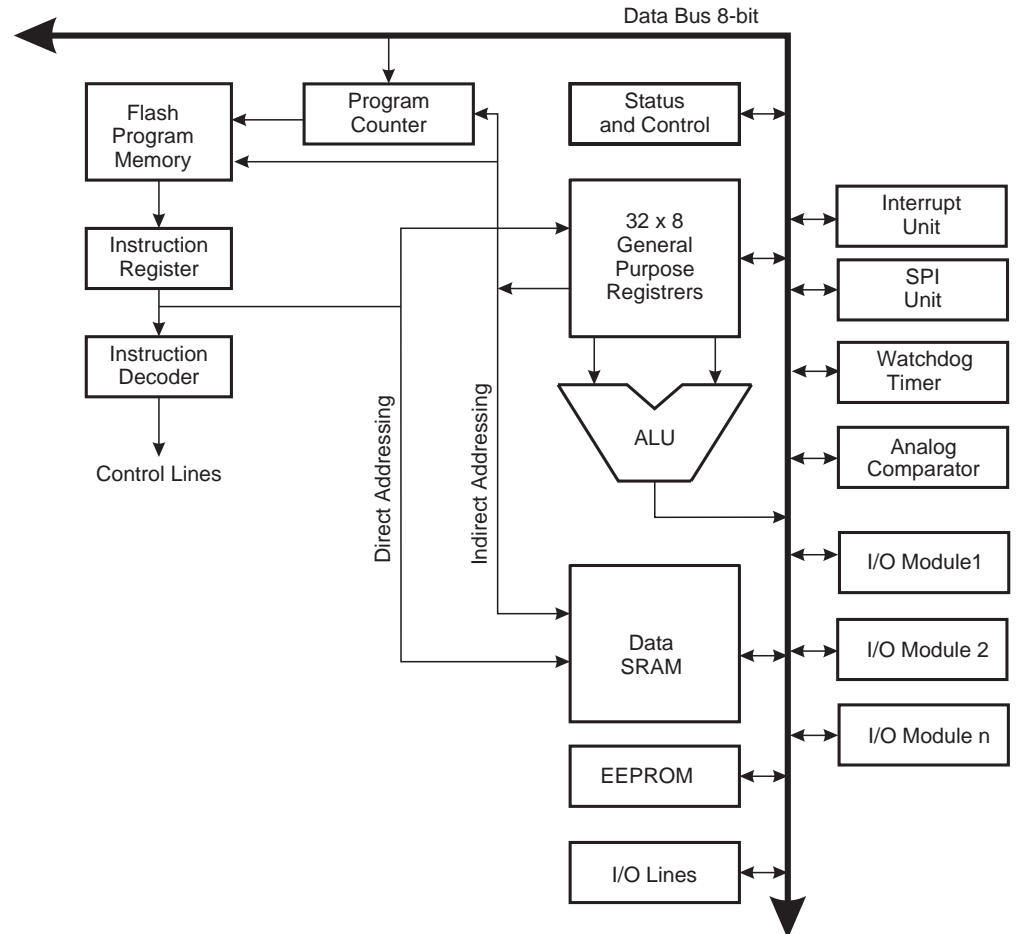 Data Bus 8-bit
Flash
Program
Memory
Program
Counter
Status
and Control
Instruction
Register
32 x 8
General
Purpose
Registrers
Interrupt
Unit
SPI
Unit
Instruction
Decoder
Watchdog
Timer
Control Lines
Direct Addressing
Indirect Addressing
ALU
Analog
Comparator
I/O Module1
Data
SRAM
I/O Module 2
I/O Module n
EEPROM
I/O Lines